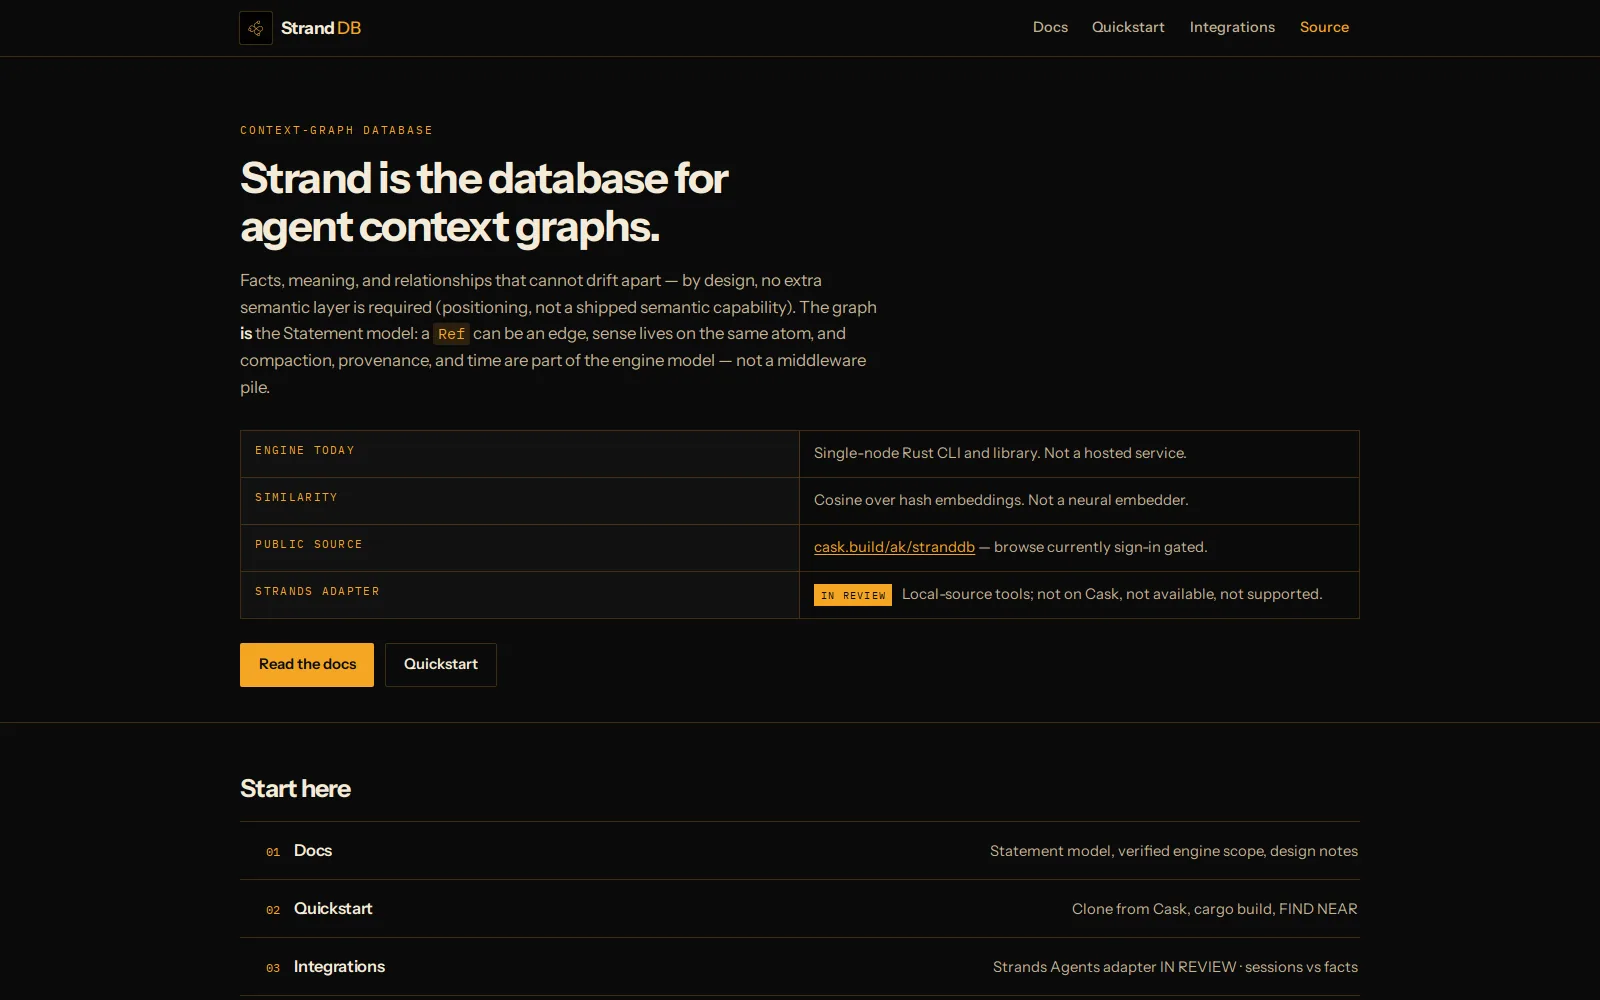 Strand DB
Docs Quickstart Integrations Source
CONTEXT-GRAPH DATABASE
Strand is the database for
agent context graphs.
Facts, meaning, and relationships that cannot drift apart — by design, no extra
semantic layer is required (positioning, not a shipped semantic capability). The graph
is the Statement model: a Ref can be an edge, sense lives on the same atom, and
compaction, provenance, and time are part of the engine model — not a middleware
pile.
ENGINE TODAY Single-node Rust CLI and library. Not a hosted service.
SIMILARITY Cosine over hash embeddings. Not a neural embedder.
PUBLIC SOURCE cask.build/ak/stranddb — browse currently sign-in gated.
STRANDS ADAPTER IN REVIEW Local-source tools; not on Cask, not available, not supported.
Read the docs Quickstart
Start here
01 Docs Statement model, verified engine scope, design notes
02 Quickstart Clone from Cask, cargo build, FIND NEAR
03 Integrations Strands Agents adapter IN REVIEW · sessions vs facts